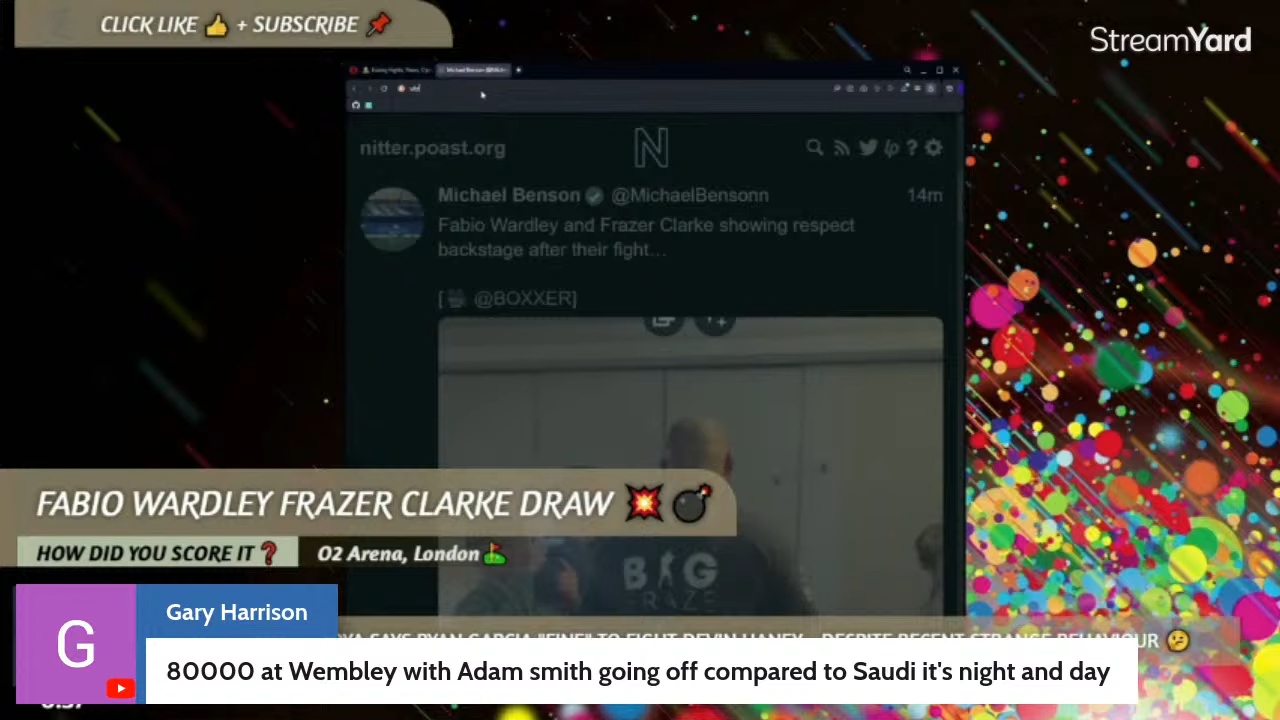 CLICK LIKE 👍 + SUBSCRIBE 📌
StreamYard
nitter.poast.org
Michael Benson @MichaelBensonn 14m
Fabio Wardley and Frazer Clarke showing respect
backstage after their fight…
[🎥 @BOXXER]
BIG
FRAZE
FABIO WARDLEY FRAZER CLARKE DRAW 💥 💣
HOW DID YOU SCORE IT❓ O2 Arena, London ⛳
Gary Harrison
SAYS RYAN GARCIA "FINE" TO FIGHT DEVIN HANEY - DESPITE RECENT STRANGE BEHAVIOUR 🤔
G
80000 at Wembley with Adam smith going off compared to Saudi it's night and day